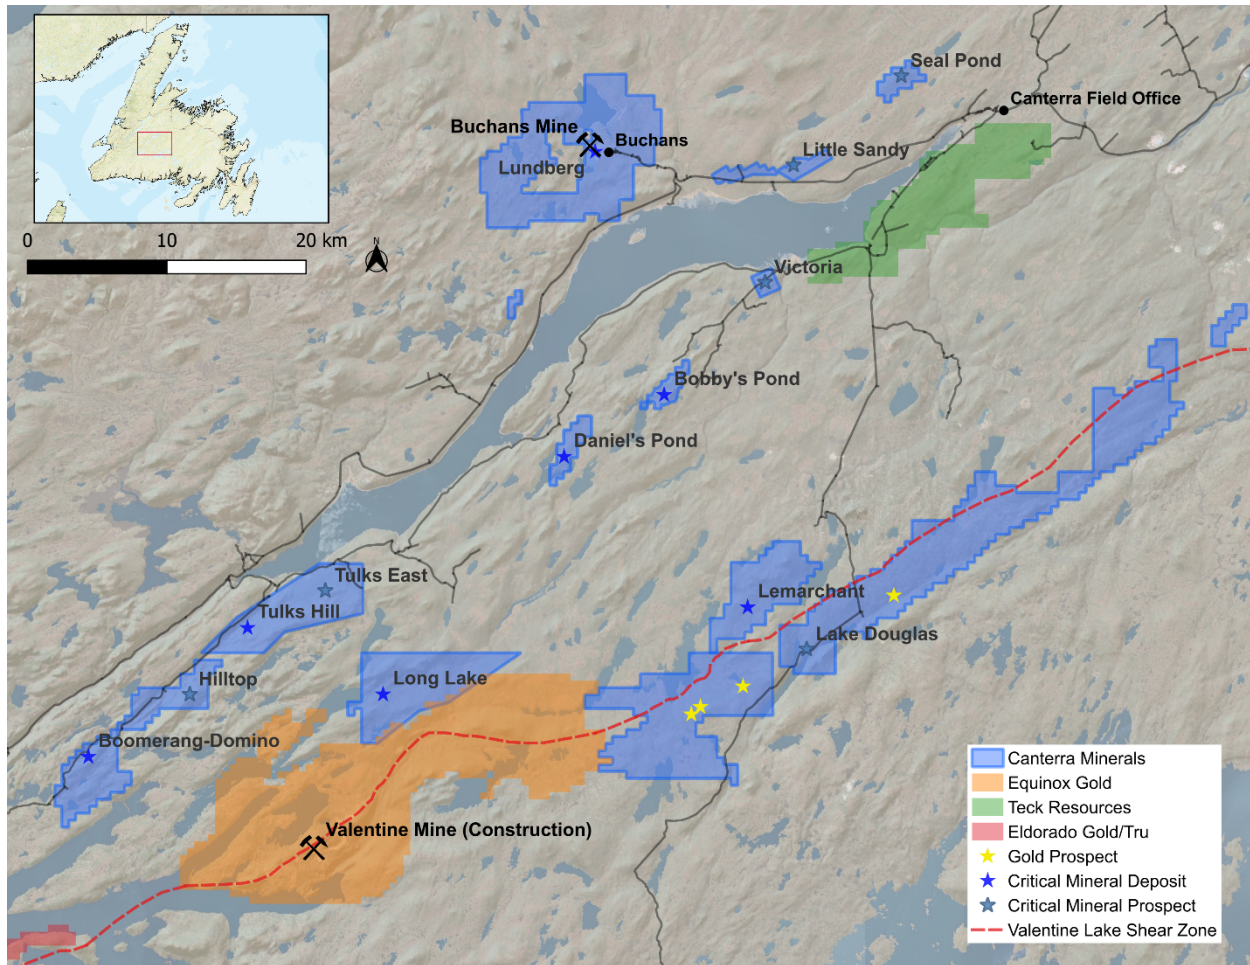 Seal Pond
Canterra Field Office
Buchans Mine
Buchans
Little Sandy
Lundberg
0 10 20 km
N
Victoria
Bobby's Pond
Daniel's Pond
Tulks East
Lemarchant
Tulks Hill
Lake Douglas
Hilltop
Long Lake
Boomerang-Domino
Valentine Mine (Construction)
Canterra Minerals
Equinox Gold
Teck Resources
Eldorado Gold/Tru
Gold Prospect
Critical Mineral Deposit
Critical Mineral Prospect
Valentine Lake Shear Zone